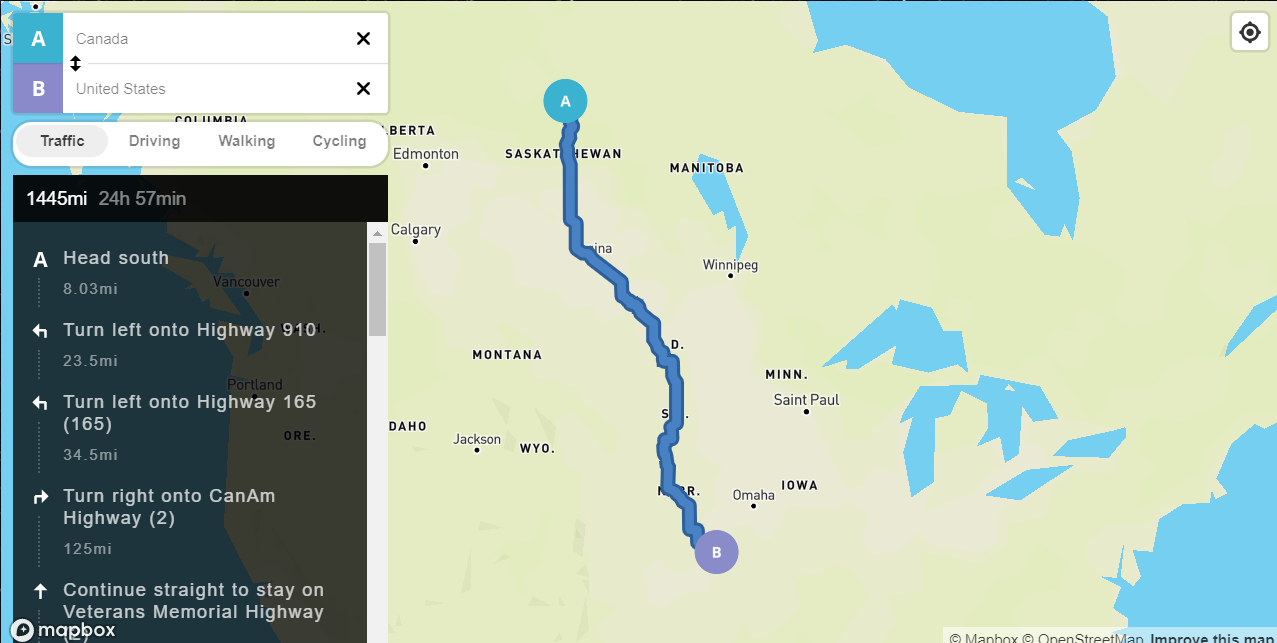 A Canada
B United States
COLUMBIA
Traffic Driving Walking Cycling
1445mi 24h 57min
A Head south
8.03mi
Turn left onto Highway 910
23.5mi
Turn left onto Highway 165
(165)
34.5mi
Turn right onto CanAm
Highway (2)
125mi
Continue straight to stay on
Veterans Memorial Highway
mapbox
Vancouver
Portland
ORE.
A
BERTA
Edmonton
SASKATCHEWAN
MANITOBA
Calgary
ina
Winnipeg
MONTANA
D.
MINN.
Saint Paul
DAHO
Jackson
WYO.
Omaha
IOWA
B
© Mapbox © OpenStreetMap Improve this map